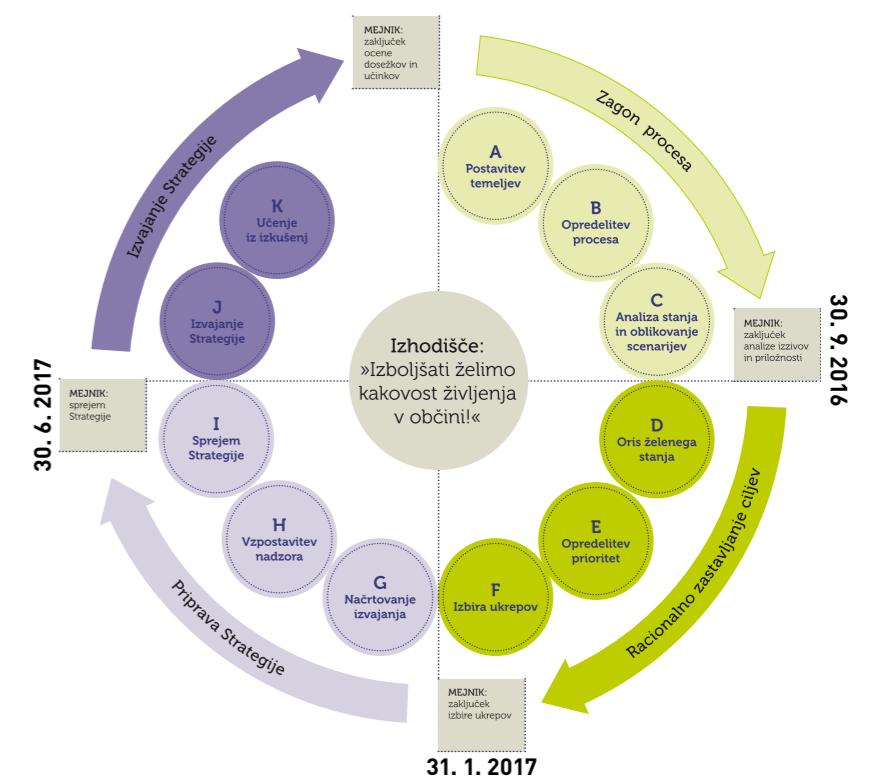 MEJNIK:
zaključek
ocene
dosežkov in
učinkov
Zagon procesa
A
Postavitev
temeljev
B
Opredelitev
procesa
C
Analiza stanja
in oblikovanje
scenarijev
MEJNIK:
zaključek
analize izzivov
in priložnosti
30. 9. 2016
Racionalno zastavljanje ciljev
D
Oris želenega
stanja
E
Opredelitev
prioritet
F
Izbira ukrepov
MEJNIK:
zaključek
izbire ukrepov
31. 1. 2017
Priprava Strategije
G
Načrtovanje
izvajanja
H
Vzpostavitev
nadzora
I
Sprejem
Strategije
MEJNIK:
sprejem
Strategije
30. 6. 2017
Izvajanje Strategije
J
Izvajanje
Strategije
K
Učenje
iz izkušenj
Izhodišče:
»Izboljšati želimo
kakovost življenja
v občini!«